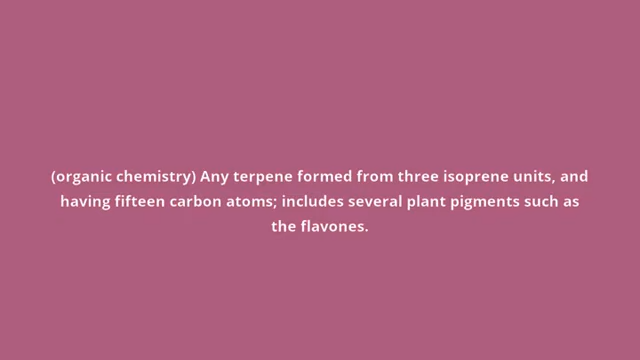 (organic chemistry) Any terpene formed from three isoprene units, and
having fifteen carbon atoms; includes several plant pigments such as
the flavones.